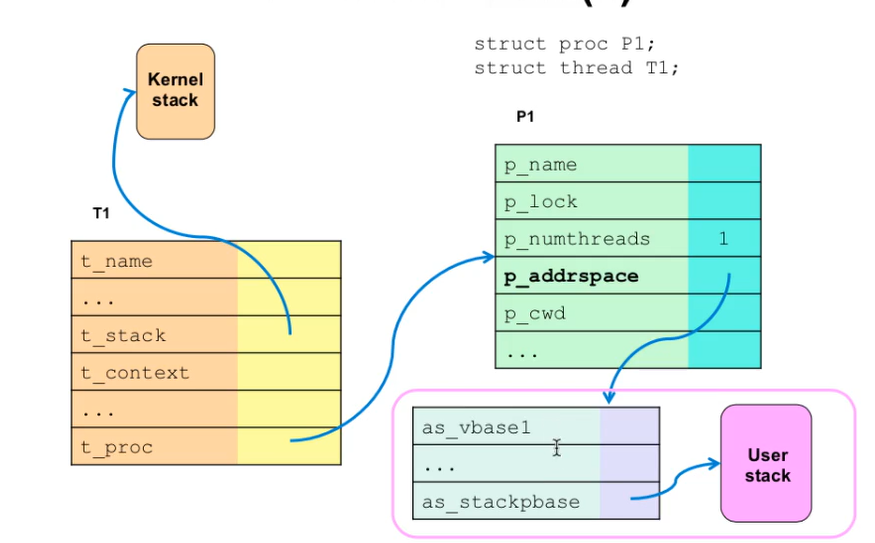 struct proc P1;
struct thread T1;
Kernel
stack
P1
p_name
p_lock
p_numthreads 1
p_addrspace
p_cwd
...
T1
t_name
...
t_stack
t_context
...
t_proc
as_vbase1
...
as_stackpbase
User
stack